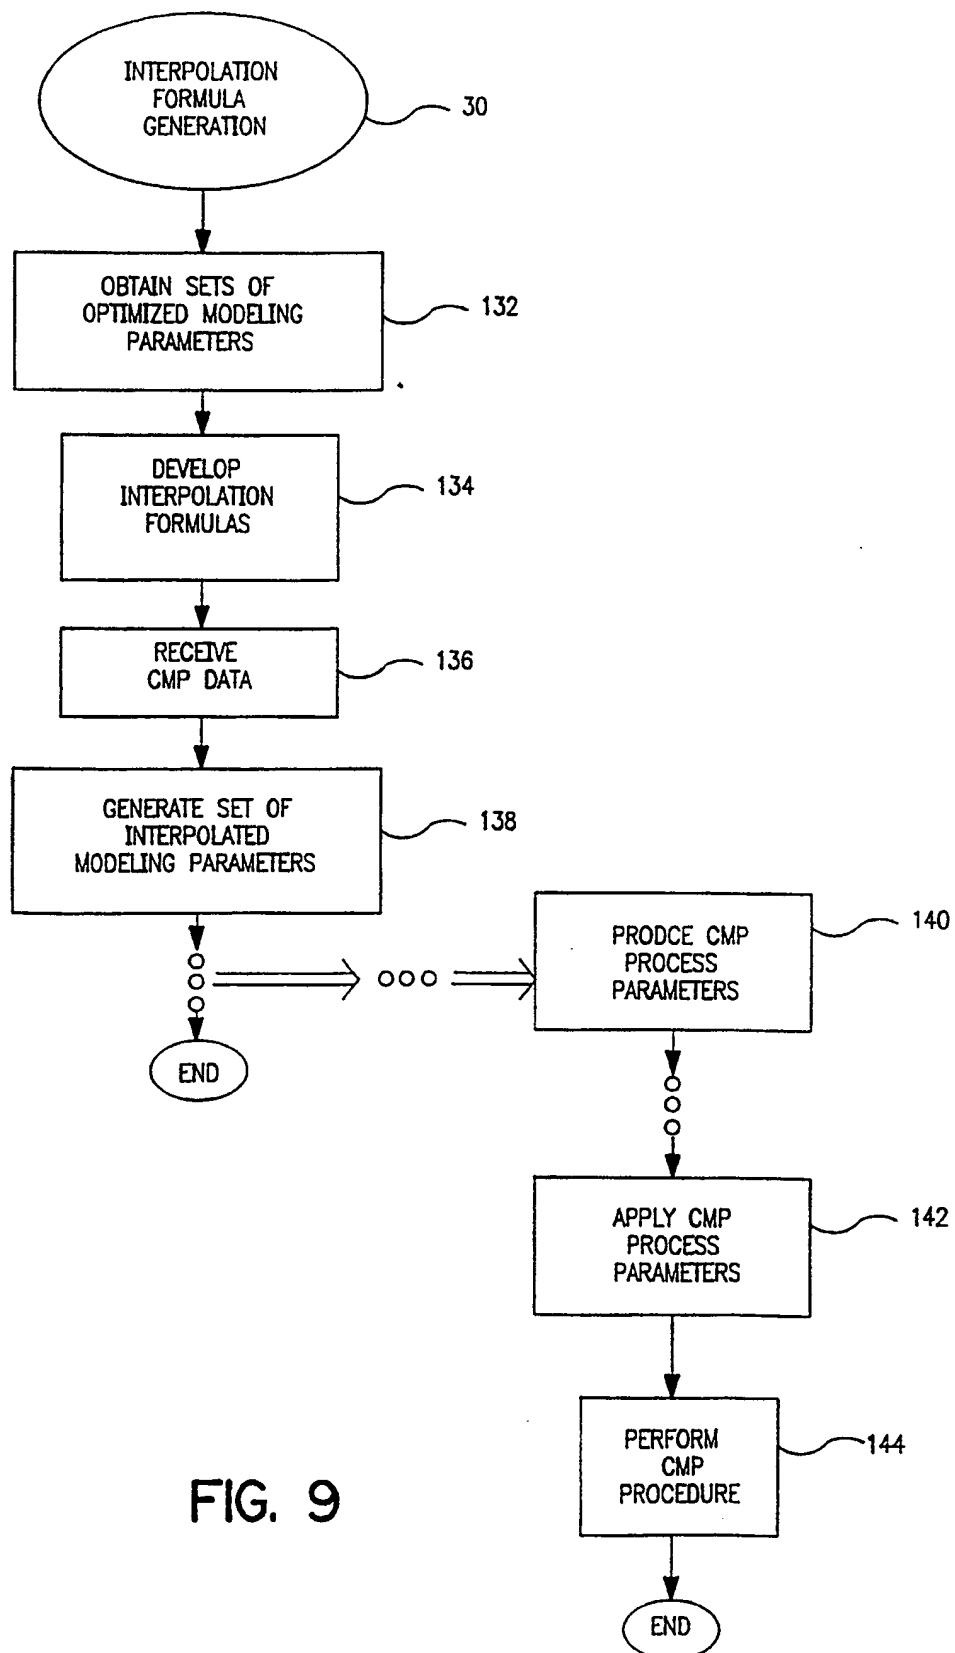 INTERPOLATION
FORMULA
GENERATION
30
OBTAIN SETS OF
OPTIMIZED MODELING
PARAMETERS
132
DEVELOP
INTERPOLATION
FORMULAS
134
RECEIVE
CMP DATA
136
GENERATE SET OF
INTERPOLATED
MODELING PARAMETERS
138
END
PRODCE CMP
PROCESS
PARAMETERS
140
APPLY CMP
PROCESS
PARAMETERS
142
PERFORM
CMP
PROCEDURE
144
END
FIG. 9